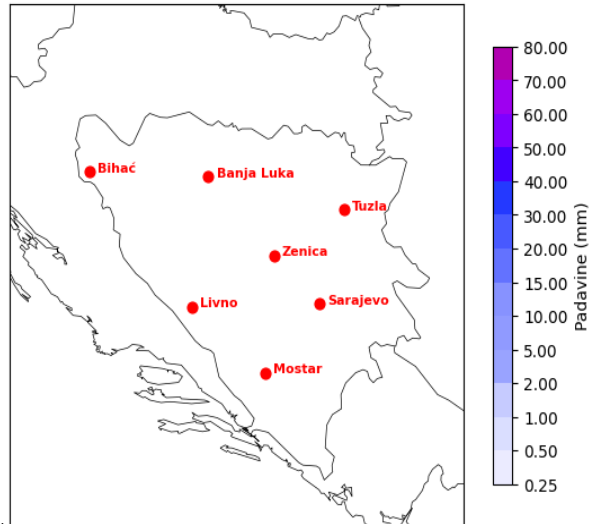 Bihać
Banja Luka
Tuzla
Zenica
Livno
Sarajevo
Mostar
80.00
70.00
60.00
50.00
40.00
30.00
20.00
15.00
10.00
5.00
2.00
1.00
0.50
0.25
Padavine (mm)